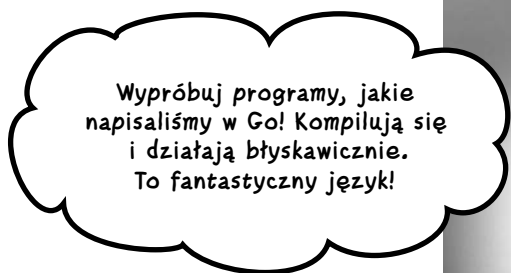 Wypróbuj programy, jakie
napisaliśmy w Go! Kompilują się
i działają błyskawicznie.
To fantastyczny język!